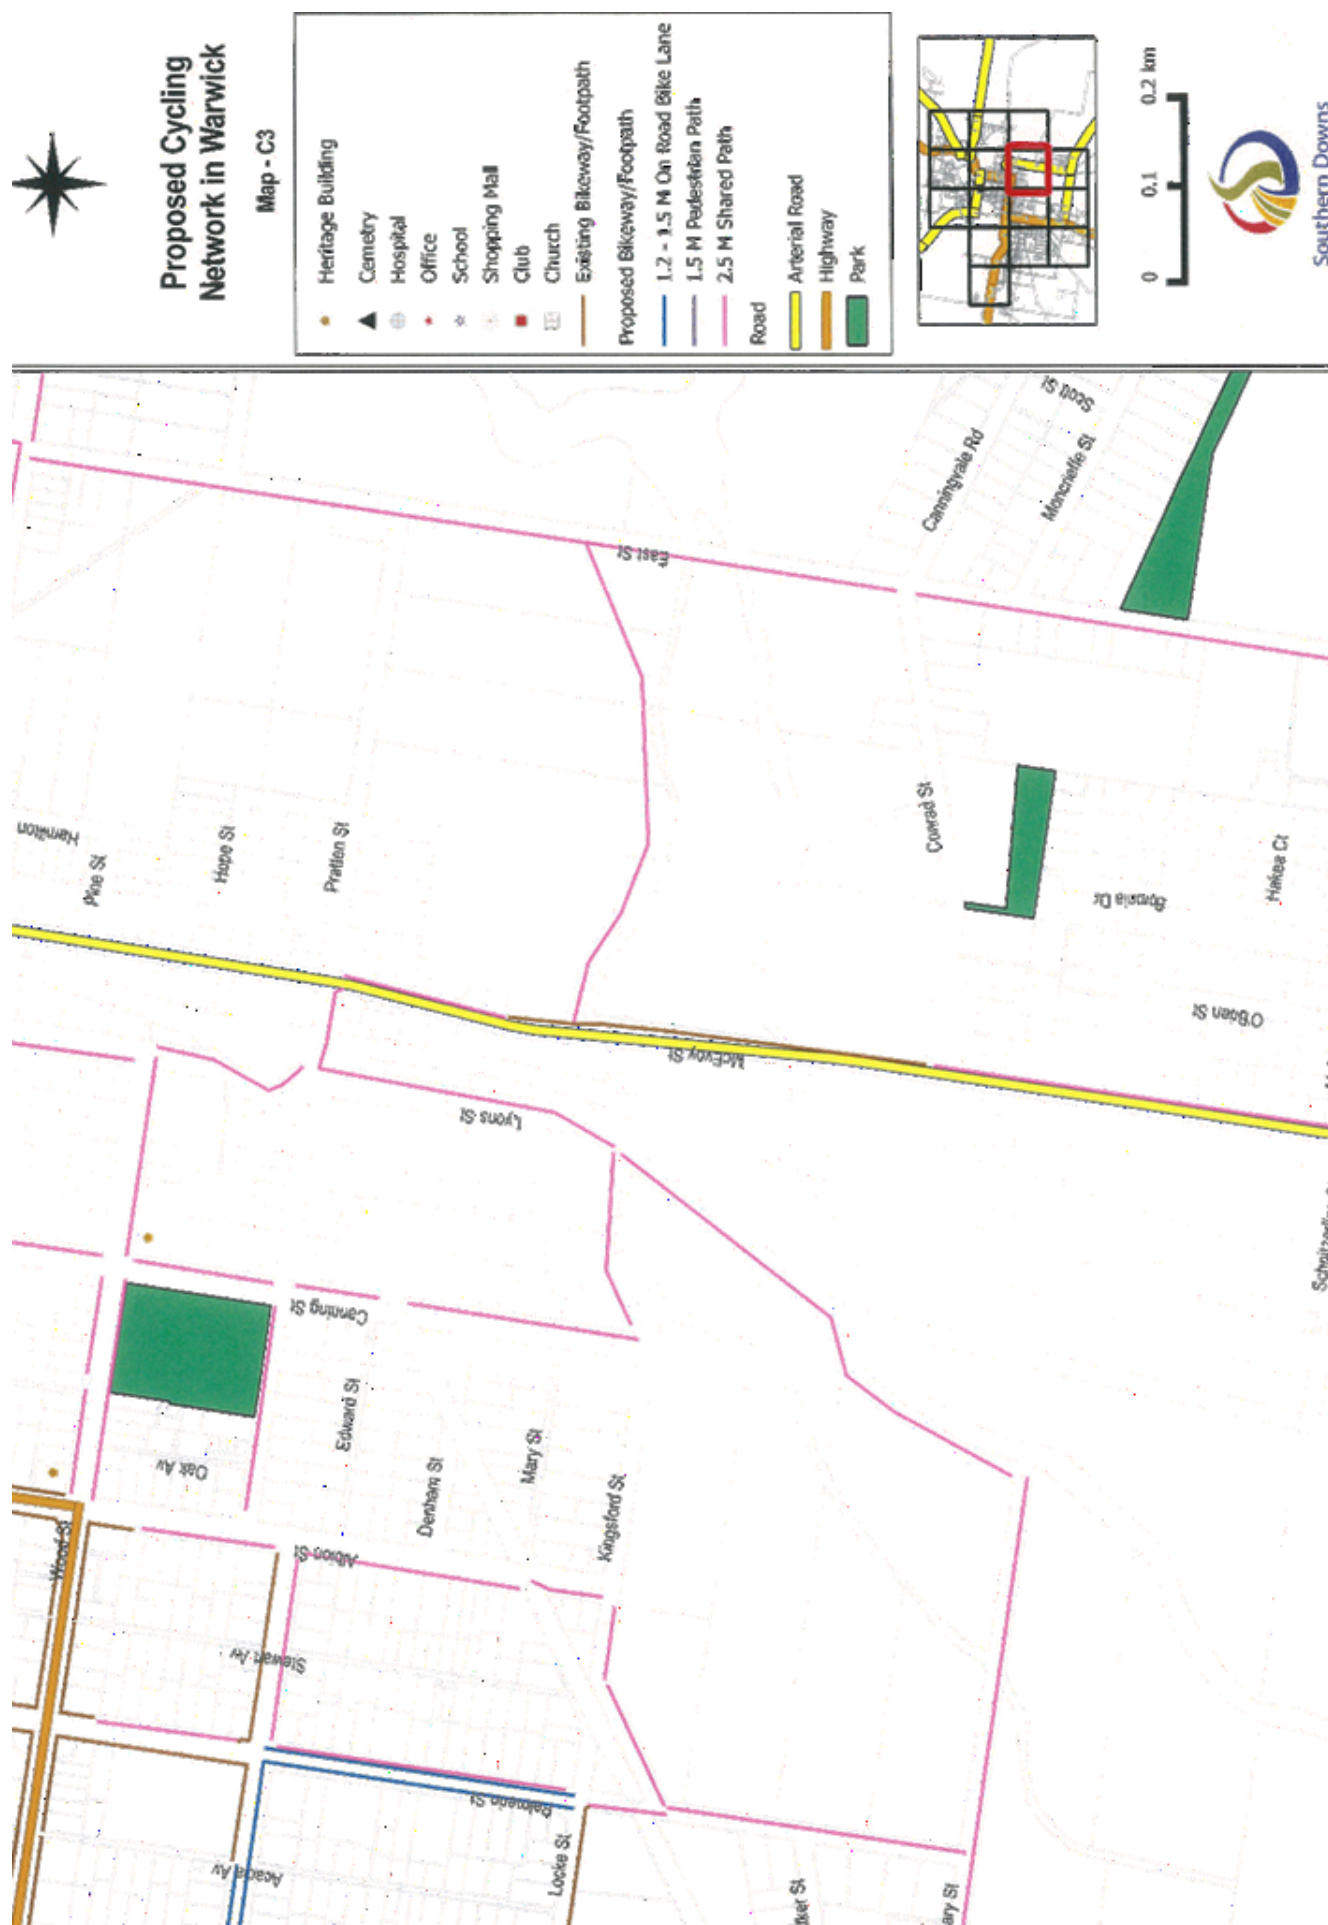 Proposed Cycling
Network in Warwick
Map - C3
Heritage Building
Cemetry
Hospital
Office
School
Shopping Mall
Club
Church
Existing Bikeway/Footpath
Proposed Bikeway/Footpath
1.2 - 1.5 M On Road Bike Lane
1.5 M Pedestrian Path
2.5 M Shared Path
Road
Arterial Road
Highway
Park
0
0.1
0.2 km
Southern Downs
Scott St
Canningvale Rd
Moncrieffe St
East St
Hamilton
Pine St
Hope St
Pratten St
Conrad St
Boronia Dr
Hakea Ct
O'Brien St
McEvoy St
Lyons St
Canning St
Edward St
Oak Av
Denham St
Mary St
Kingsford St
Wood St
Albion St
Stewart Av
Palmerin St
Acacia Av
Locke St